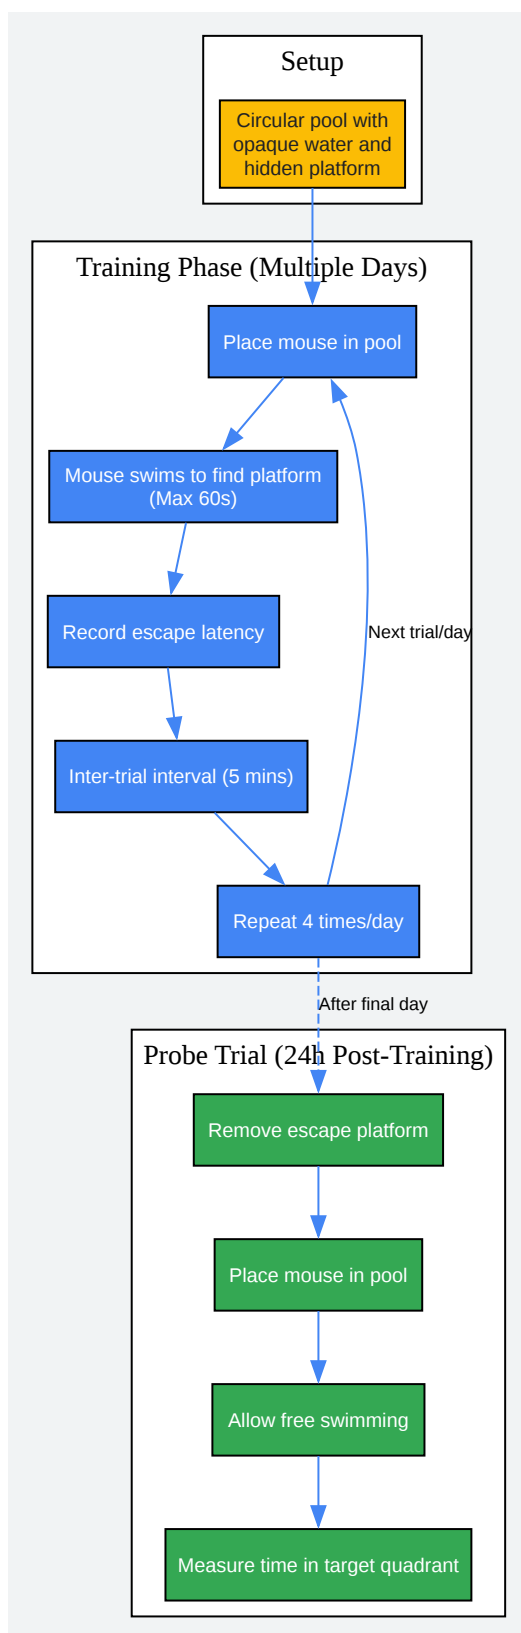 Setup
Circular pool with
opaque water and
hidden platform
Training Phase (Multiple Days)
Place mouse in pool
Mouse swims to find platform
(Max 60s)
Record escape latency
Next trial/day
Inter-trial interval (5 mins)
Repeat 4 times/day
After final day
Probe Trial (24h Post-Training)
Remove escape platform
Place mouse in pool
Allow free swimming
Measure time in target quadrant